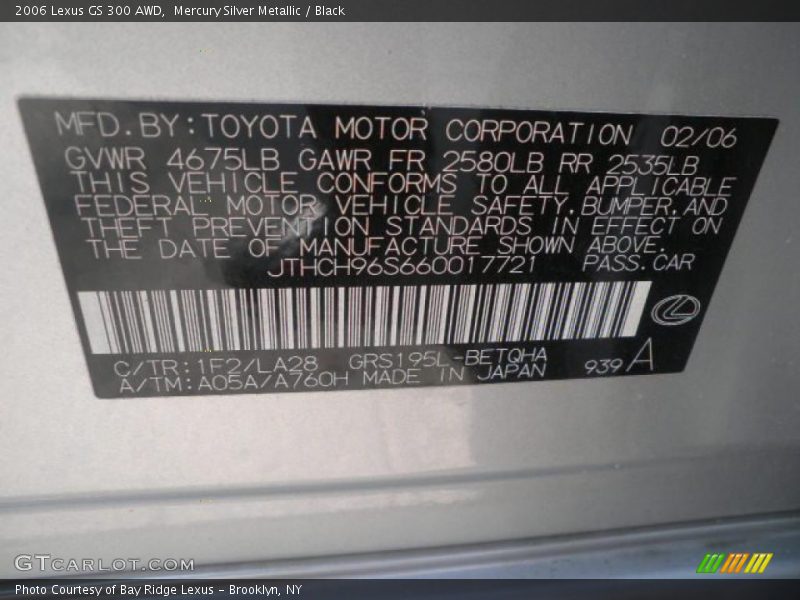 2006 Lexus GS 300 AWD, Mercury Silver Metallic / Black
MFD.BY:TOYOTA MOTOR CORPORATION 02/06
GVWR 4675LB GAWR FR 2580LB RR 2535LB
THIS VEHICLE CONFORMS TO ALL APPLICABLE
FEDERAL MOTOR VEHICLE SAFETY,BUMPER,AND
THEFT PREVENTION STANDARDS IN EFFECT ON
THE DATE OF MANUFACTURE SHOWN ABOVE.
JTHCH96S660017721 PASS.CAR
C/TR:1F2/LA28 GRS195L-BETQHA
A/TM:A05A/A760H MADE IN JAPAN 939 A
GTCARLOT.COM
Photo Courtesy of Bay Ridge Lexus - Brooklyn, NY